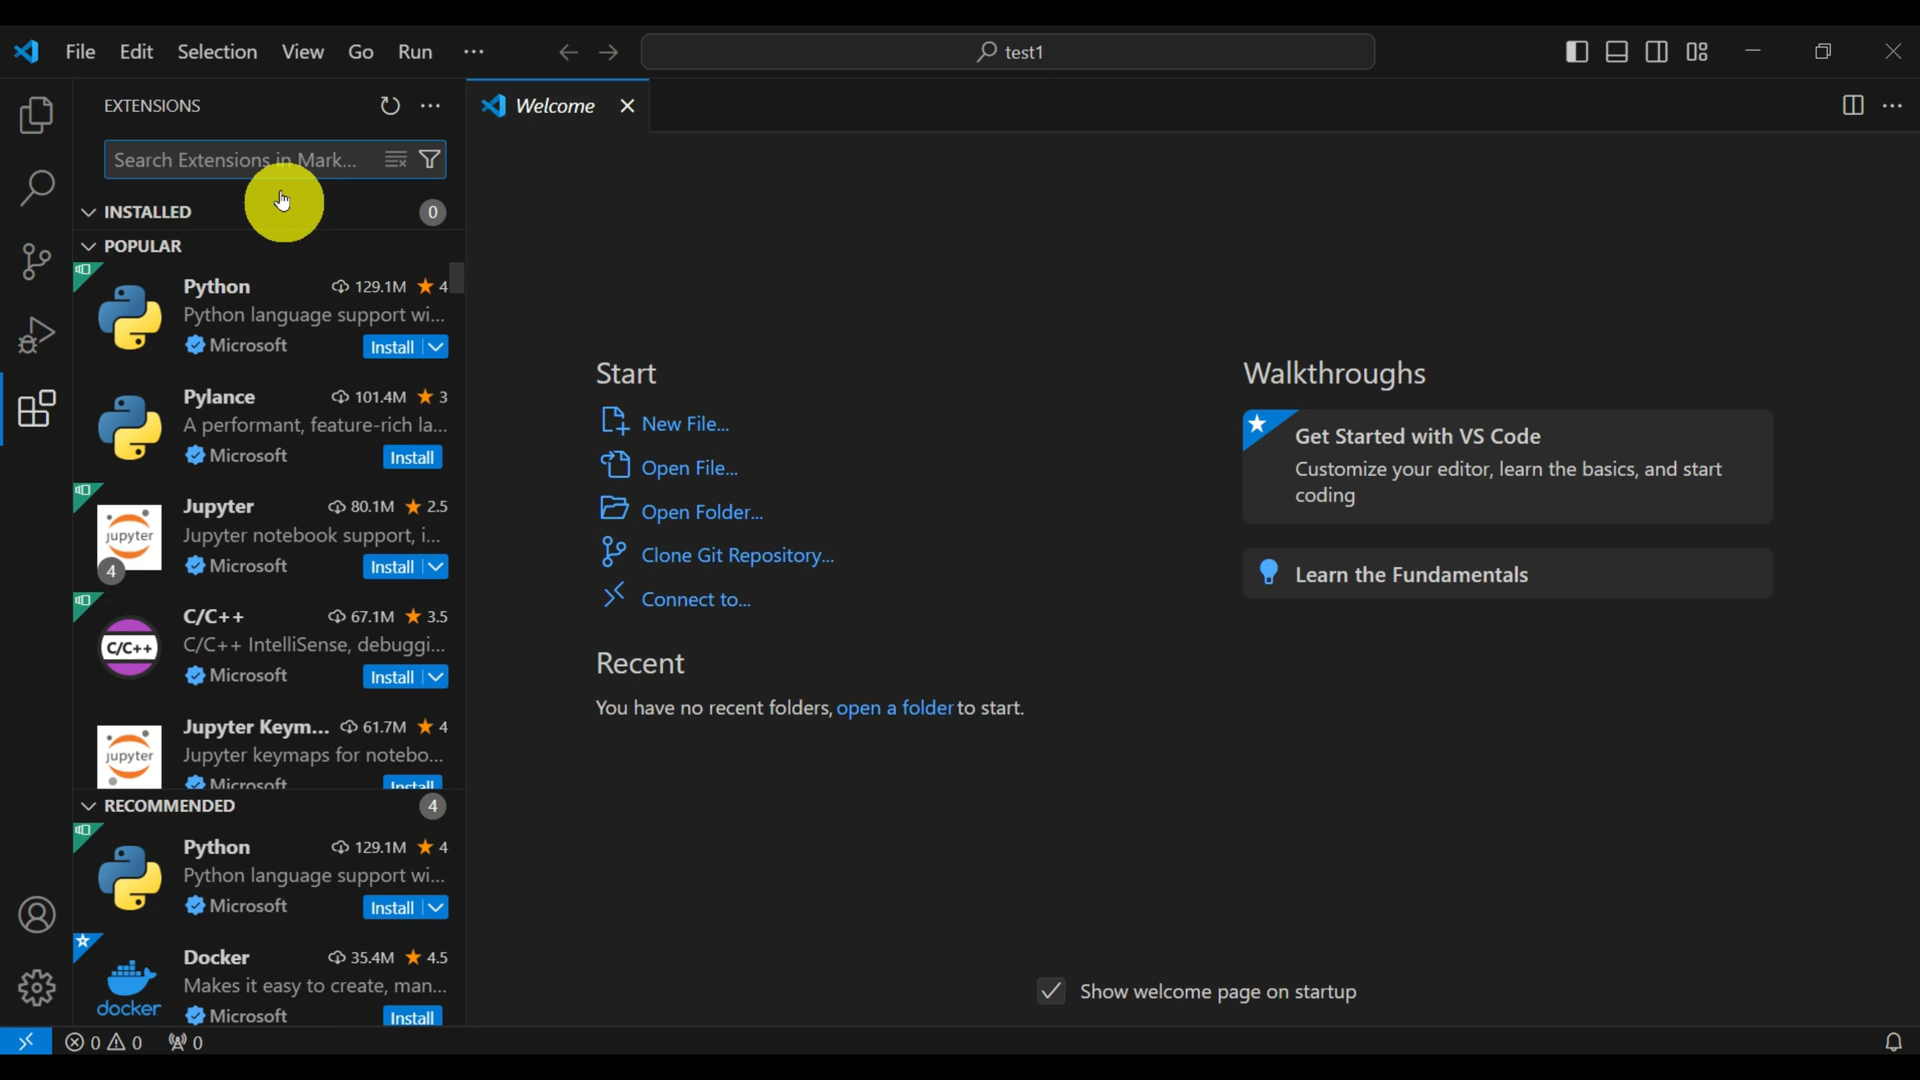 File Edit Selection View Go Run ··· test1
EXTENSIONS ···
Welcome
Search Extensions in Mark...
INSTALLED 0
POPULAR
Python 129.1M 4
Python language support wi...
Microsoft Install
Pylance 101.4M 3
A performant, feature-rich la...
Microsoft Install
jupyter
4
Jupyter 80.1M 2.5
Jupyter notebook support, i...
Microsoft Install
C/C++
C/C++ 67.1M 3.5
C/C++ IntelliSense, debuggi...
Microsoft Install
jupyter
Jupyter Keym... 61.7M 4
Jupyter keymaps for notebo...
Microsoft Install
RECOMMENDED 4
Python 129.1M 4
Python language support wi...
Microsoft Install
docker
Docker 35.4M 4.5
Makes it easy to create, man...
Microsoft Install
Start
New File...
Open File...
Open Folder...
Clone Git Repository...
Connect to...
Recent
You have no recent folders, open a folder to start.
Walkthroughs
Get Started with VS Code
Customize your editor, learn the basics, and start
coding
Learn the Fundamentals
Show welcome page on startup
0 0 0